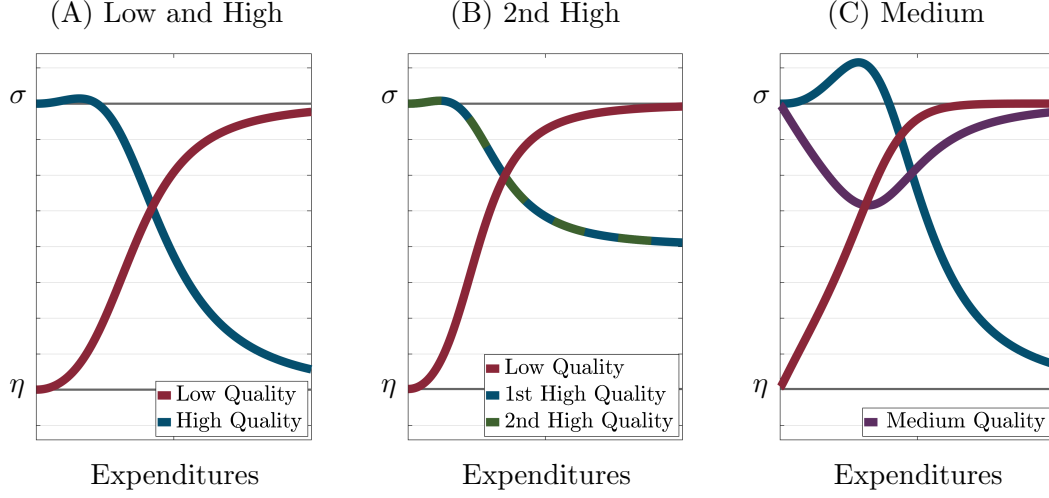 (A) Low and High
σ
η
Low Quality
High Quality
Expenditures
(B) 2nd High
σ
η
Low Quality
1st High Quality
2nd High Quality
Expenditures
(C) Medium
σ
η
Medium Quality
Expenditures